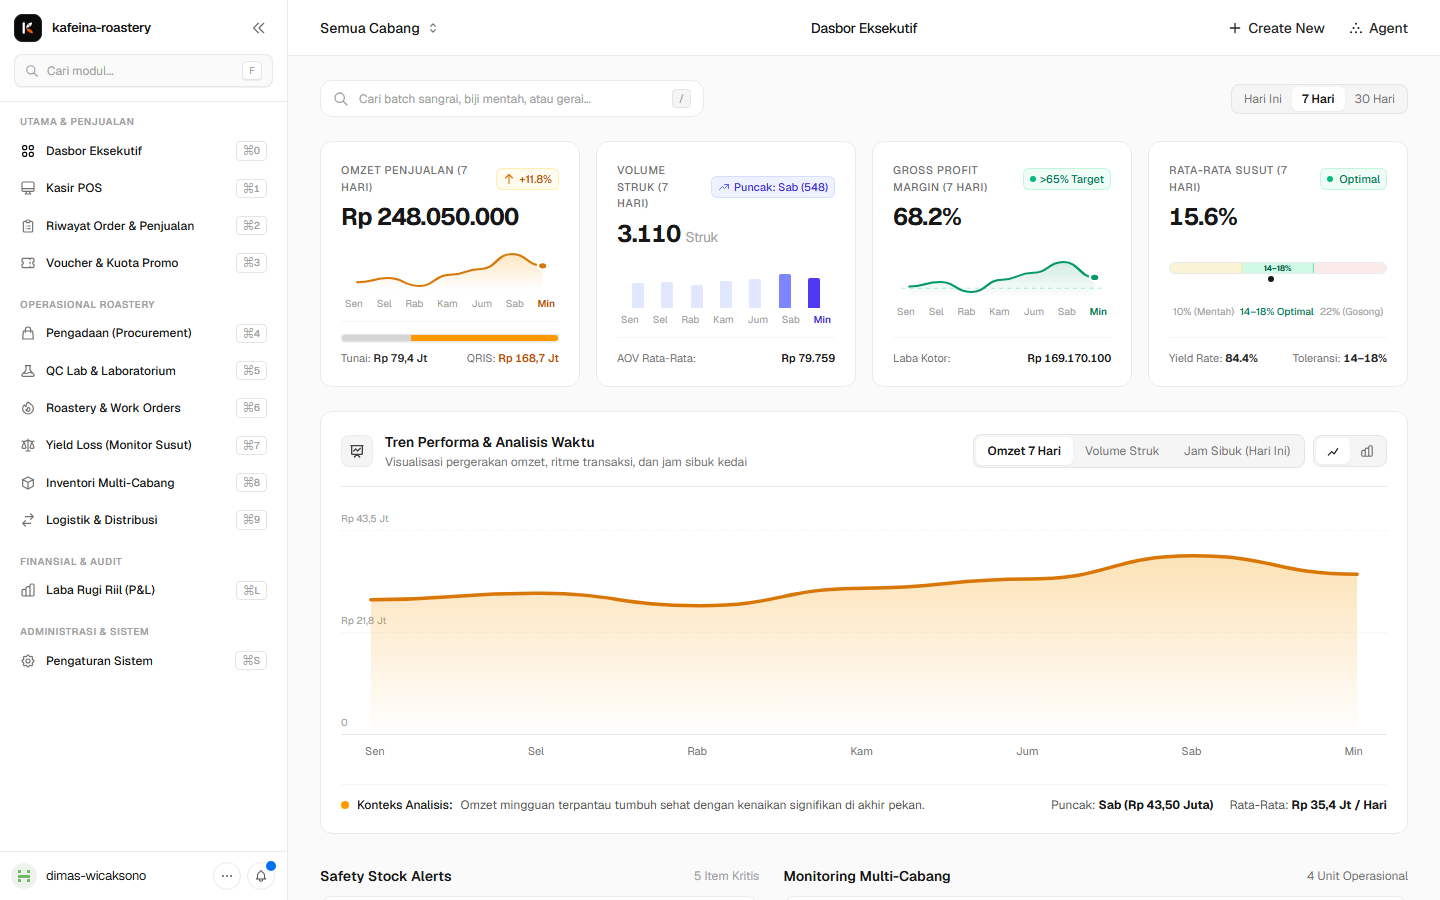 kafeina-roastery
Cari modul...
F
UTAMA & PENJUALAN
Dasbor Eksekutif
⌘0
Kasir POS
⌘1
Riwayat Order & Penjualan
⌘2
Voucher & Kuota Promo
⌘3
OPERASIONAL ROASTERY
Pengadaan (Procurement)
⌘4
QC Lab & Laboratorium
⌘5
Roastery & Work Orders
⌘6
Yield Loss (Monitor Susut)
⌘7
Inventori Multi-Cabang
⌘8
Logistik & Distribusi
⌘9
FINANSIAL & AUDIT
Laba Rugi Riil (P&L)
⌘L
ADMINISTRASI & SISTEM
Pengaturan Sistem
⌘S
dimas-wicaksono
Semua Cabang
Dasbor Eksekutif
Create New
Agent
Cari batch sangrai, biji mentah, atau gerai...
/
Hari Ini
7 Hari
30 Hari
OMZET PENJUALAN (7
HARI)
+11.8%
Rp 248.050.000
Sen Sel Rab Kam Jum Sab Min
Tunai: Rp 79,4 Jt
QRIS: Rp 168,7 Jt
VOLUME
STRUK (7
HARI)
Puncak: Sab (548)
3.110 Struk
Sen Sel Rab Kam Jum Sab Min
AOV Rata-Rata:
Rp 79.759
GROSS PROFIT
MARGIN (7 HARI)
>65% Target
68.2%
Sen Sel Rab Kam Jum Sab Min
Laba Kotor:
Rp 169.170.100
RATA-RATA SUSUT (7
HARI)
Optimal
15.6%
14–18%
10% (Mentah) 14–18% Optimal 22% (Gosong)
Yield Rate: 84.4%
Toleransi: 14–18%
Tren Performa & Analisis Waktu
Visualisasi pergerakan omzet, ritme transaksi, dan jam sibuk kedai
Omzet 7 Hari
Volume Struk
Jam Sibuk (Hari Ini)
Rp 43,5 Jt
Rp 21,8 Jt
0
Sen Sel Rab Kam Jum Sab Min
Konteks Analisis: Omzet mingguan terpantau tumbuh sehat dengan kenaikan signifikan di akhir pekan.
Puncak: Sab (Rp 43,50 Juta)
Rata-Rata: Rp 35,4 Jt / Hari
Safety Stock Alerts
5 Item Kritis
Monitoring Multi-Cabang
4 Unit Operasional